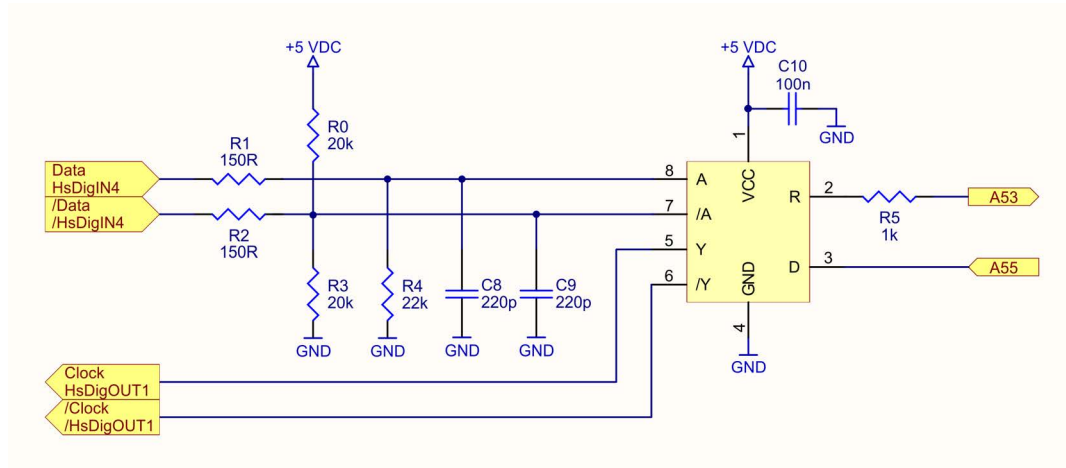 +5 VDC
+5 VDC
C10
100n
GND
R0
20k
R1
150R
Data
HsDigIN4
/Data
/HsDigIN4
R2
150R
1
8
A
VCC
R
2
A53
7
/A
R5
1k
5
Y
6
/Y
GND
D
3
A55
4
GND
R3
20k
R4
22k
C8
220p
C9
220p
GND
GND
GND
GND
Clock
HsDigOUT1
/Clock
/HsDigOUT1